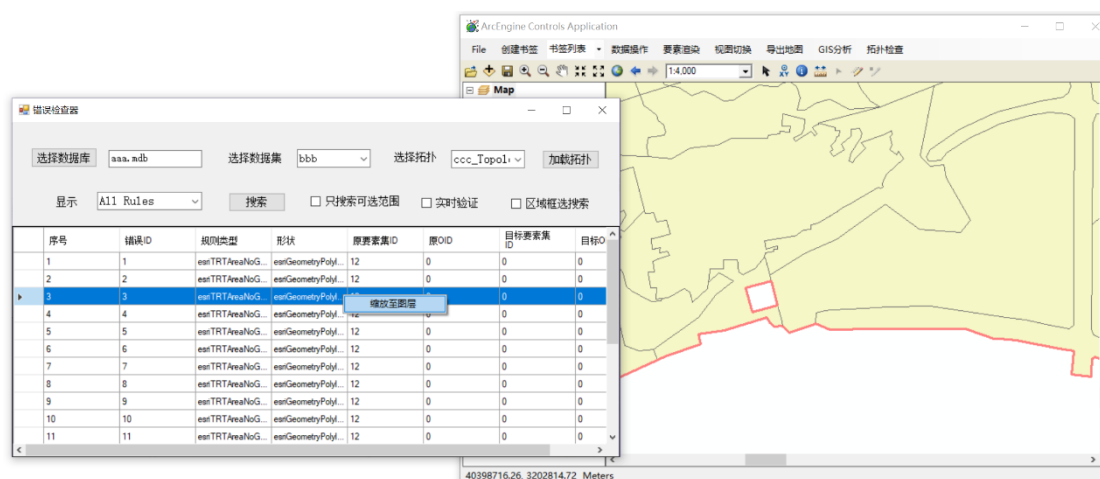 ArcEngine Controls Application
File 创建书签 书签列表 数据操作 要素渲染 视图切换 导出地图 GIS分析 拓扑检查
1:4,000
Map
错误检查器
选择数据库 aaa.mdb 选择数据集 bbb 选择拓扑 ccc_Topol 加载拓扑
显示 All Rules 搜索 只搜索可选范围 实时验证 区域框选搜索
序号 错误ID 规则类型 形状 原要素集ID 原OID 目标要素集ID 目标O
1 1 esriTRTAreaNoG... esriGeometryPolyl... 12 0 0 0
2 2 esriTRTAreaNoG... esriGeometryPolyl... 12 0 0 0
3 3 esriTRTAreaNoG... esriGeometryPolyl... 12 0 0 0
缩放至图层
4 4 esriTRTAreaNoG... esriGeometryPolyl... 12 0 0 0
5 5 esriTRTAreaNoG... esriGeometryPolyl... 12 0 0 0
6 6 esriTRTAreaNoG... esriGeometryPolyl... 12 0 0 0
7 7 esriTRTAreaNoG... esriGeometryPolyl... 12 0 0 0
8 8 esriTRTAreaNoG... esriGeometryPolyl... 12 0 0 0
9 9 esriTRTAreaNoG... esriGeometryPolyl... 12 0 0 0
10 10 esriTRTAreaNoG... esriGeometryPolyl... 12 0 0 0
11 11 esriTRTAreaNoG... esriGeometryPolyl... 12 0 0 0
40398716.26, 3202814.72 Meters